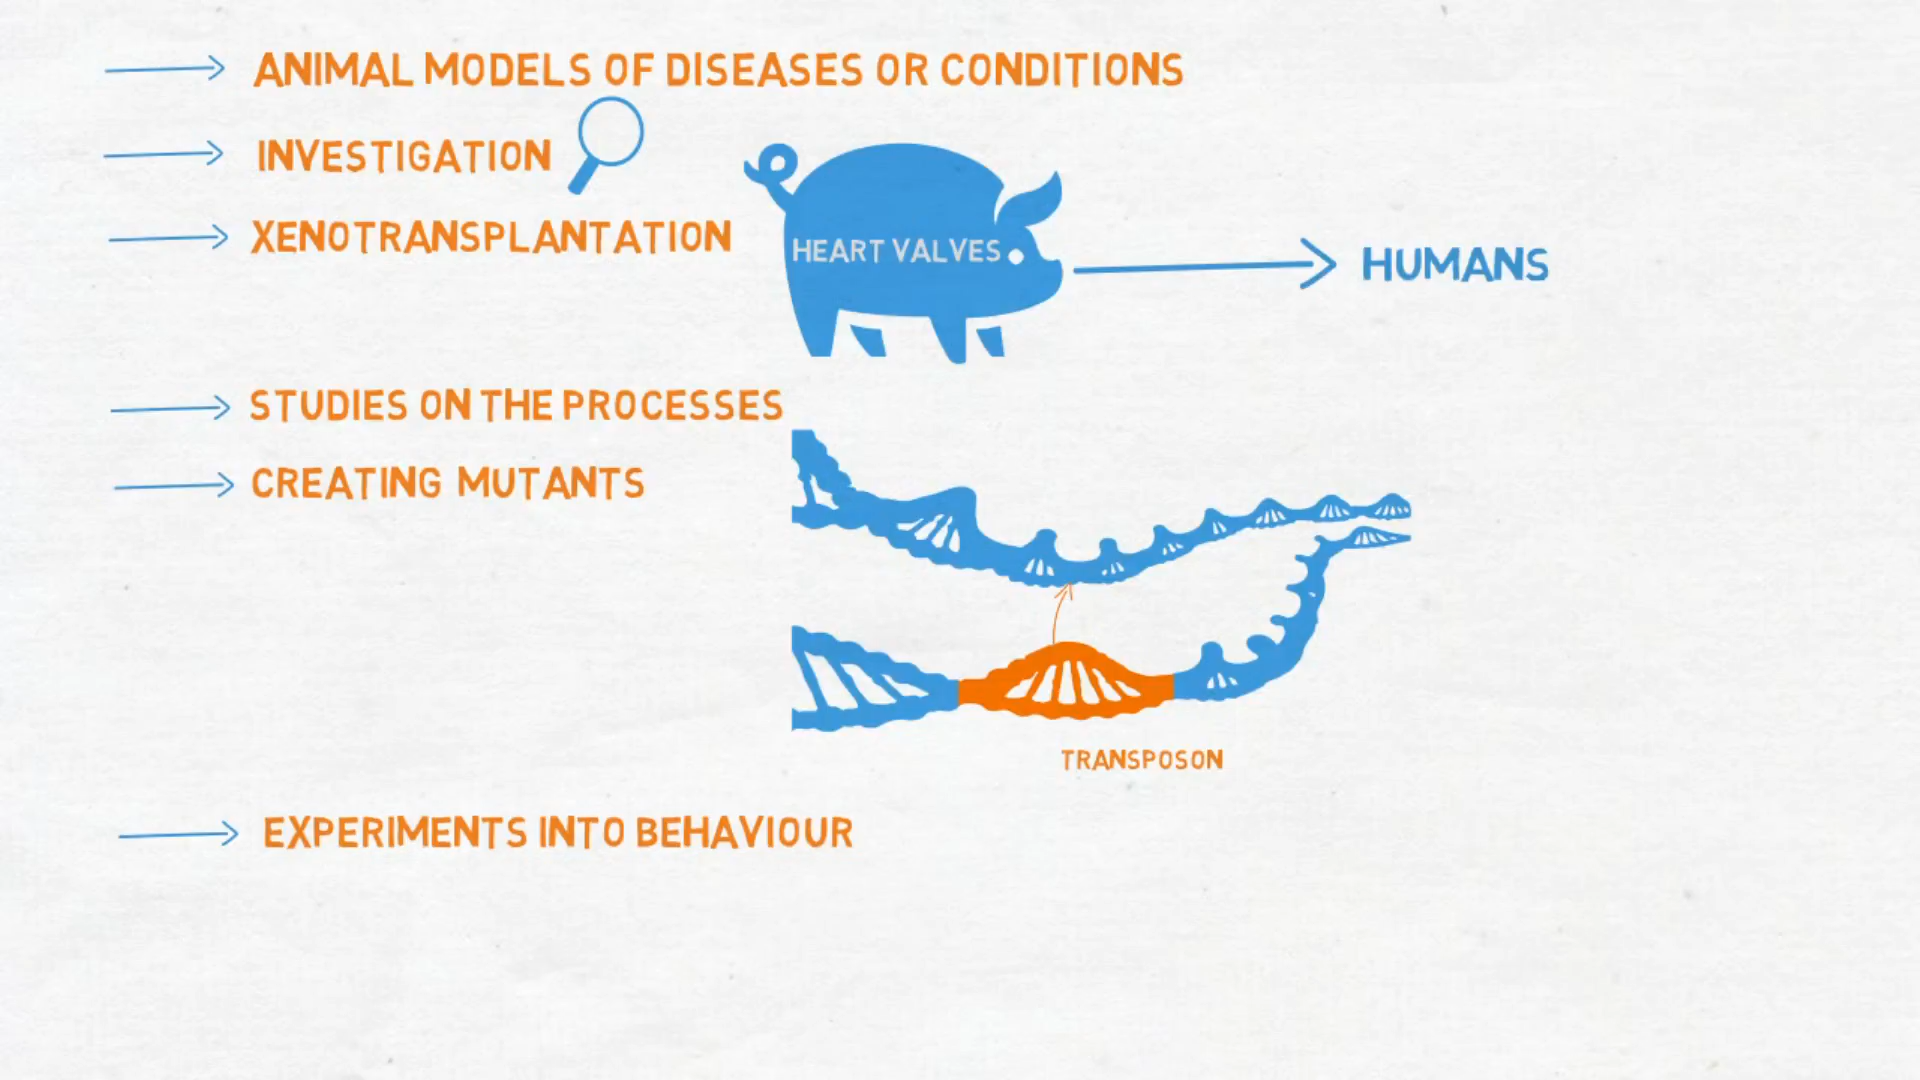 ANIMAL MODELS OF DISEASES OR CONDITIONS
INVESTIGATION
XENOTRANSPLANTATION
HEART VALVES
HUMANS
STUDIES ON THE PROCESSES
CREATING MUTANTS
TRANSPOSON
EXPERIMENTS INTO BEHAVIOUR